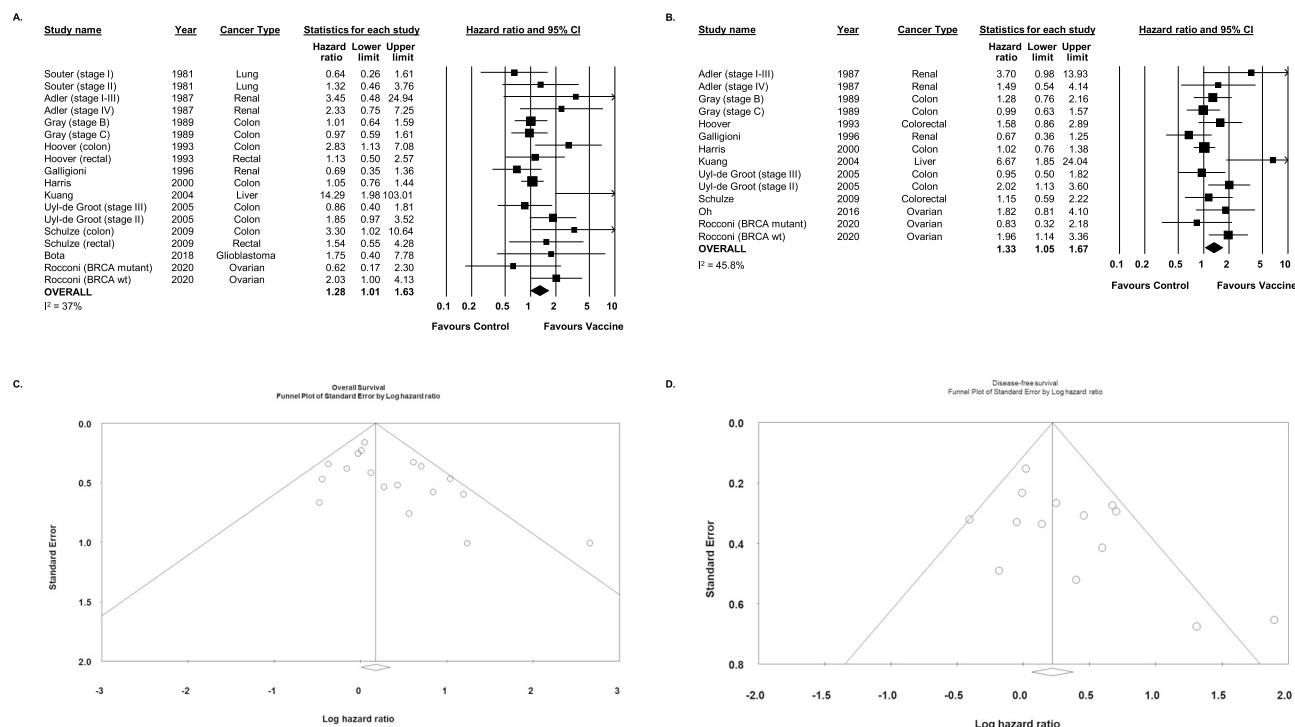 A.
Study name Year Cancer Type Statistics for each study Hazard ratio and 95% CI
Hazard ratio Lower limit Upper limit
Souter (stage I) 1981 Lung 0.64 0.26 1.61
Souter (stage II) 1981 Lung 1.32 0.46 3.76
Adler (stage I-III) 1987 Renal 3.45 0.48 24.94
Adler (stage IV) 1987 Renal 2.33 0.75 7.25
Gray (stage B) 1989 Colon 1.01 0.64 1.59
Gray (stage C) 1989 Colon 0.97 0.59 1.61
Hoover (colon) 1993 Colon 2.83 1.13 7.08
Hoover (rectal) 1993 Rectal 1.13 0.50 2.57
Galligioni 1996 Renal 0.69 0.35 1.36
Harris 2000 Colon 1.05 0.76 1.44
Kuang 2004 Liver 14.29 1.98 103.01
Uyl-de Groot (stage III) 2005 Colon 0.86 0.40 1.81
Uyl-de Groot (stage II) 2005 Colon 1.85 0.97 3.52
Schulze (colon) 2009 Colon 3.30 1.02 10.64
Schulze (rectal) 2009 Rectal 1.54 0.55 4.28
Bota 2018 Glioblastoma 1.75 0.40 7.78
Rocconi (BRCA mutant) 2020 Ovarian 0.62 0.17 2.30
Rocconi (BRCA wt) 2020 Ovarian 2.03 1.00 4.13
OVERALL 1.28 1.01 1.63
I² = 37%
0.1 0.2 0.5 1 2 5 10
Favours Control Favours Vaccine
B.
Study name Year Cancer Type Statistics for each study Hazard ratio and 95% CI
Hazard ratio Lower limit Upper limit
Adler (stage I-III) 1987 Renal 3.70 0.98 13.93
Adler (stage IV) 1987 Renal 1.49 0.54 4.14
Gray (stage B) 1989 Colon 1.28 0.76 2.16
Gray (stage C) 1989 Colon 0.99 0.63 1.57
Hoover 1993 Colorectal 1.58 0.86 2.89
Galligioni 1996 Renal 0.67 0.36 1.25
Harris 2000 Colon 1.02 0.76 1.38
Kuang 2004 Liver 6.67 1.85 24.04
Uyl-de Groot (stage III) 2005 Colon 0.95 0.50 1.82
Uyl-de Groot (stage II) 2005 Colon 2.02 1.13 3.60
Schulze 2009 Colorectal 1.15 0.59 2.22
Oh 2016 Ovarian 1.82 0.81 4.10
Rocconi (BRCA mutant) 2020 Ovarian 0.83 0.32 2.18
Rocconi (BRCA wt) 2020 Ovarian 1.96 1.14 3.36
OVERALL 1.33 1.05 1.67
I² = 45.8%
0.1 0.2 0.5 1 2 5 10
Favours Control Favours Vaccine
C.
Overall Survival
Funnel Plot of Standard Error by Log hazard ratio
Standard Error
0.0
0.5
1.0
1.5
2.0
-3 -2 -1 0 1 2 3
Log hazard ratio
D.
Disease-free survival
Funnel Plot of Standard Error by Log hazard ratio
Standard Error
0.0
0.2
0.4
0.6
0.8
-2.0 -1.5 -1.0 -0.5 0.0 0.5 1.0 1.5 2.0
Log hazard ratio